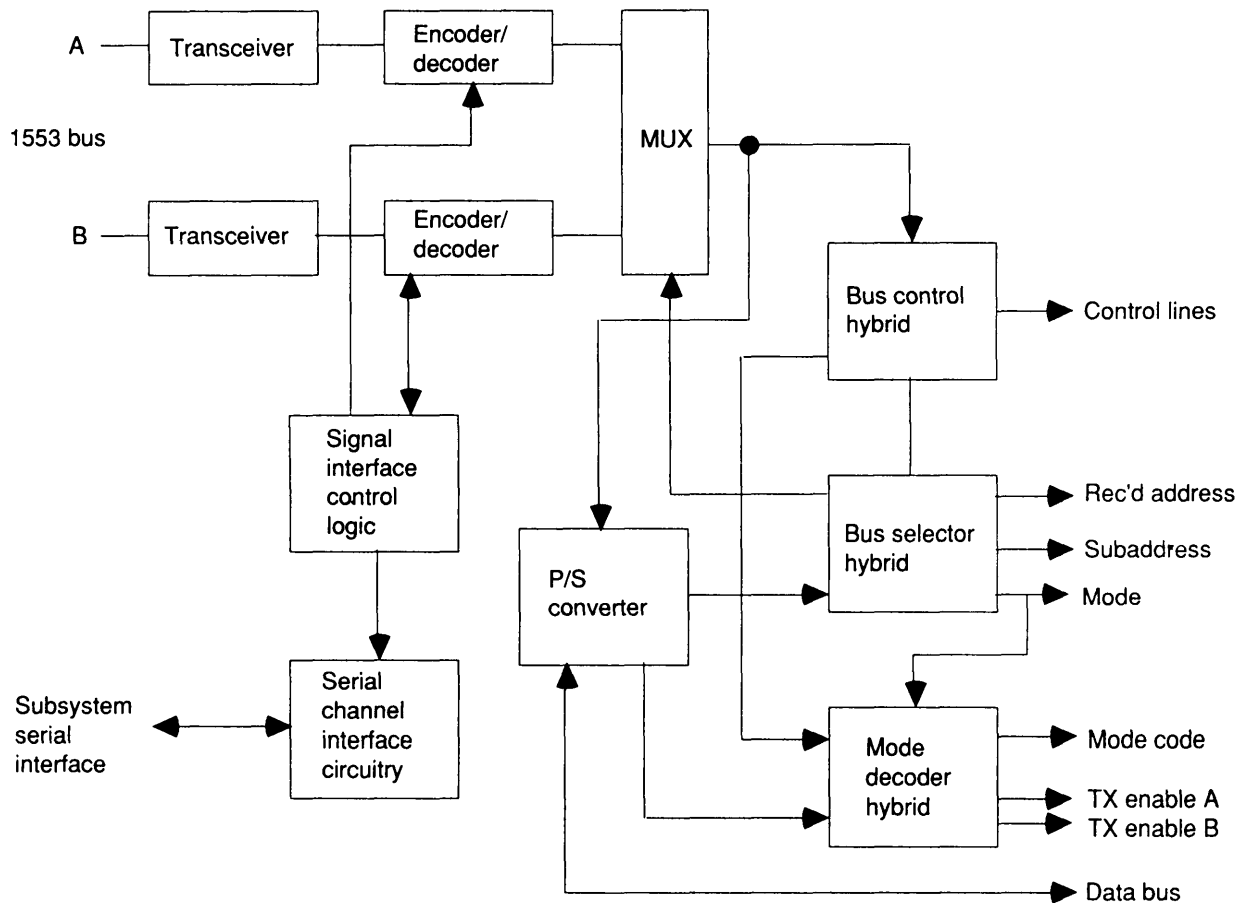 A
Transceiver
Encoder/
decoder
MUX
1553 bus
B
Transceiver
Encoder/
decoder
Bus control
hybrid
Control lines
Signal
interface
control
logic
P/S
converter
Bus selector
hybrid
Rec'd address
Subaddress
Mode
Subsystem
serial
interface
Serial
channel
interface
circuitry
Mode
decoder
hybrid
Mode code
TX enable A
TX enable B
Data bus